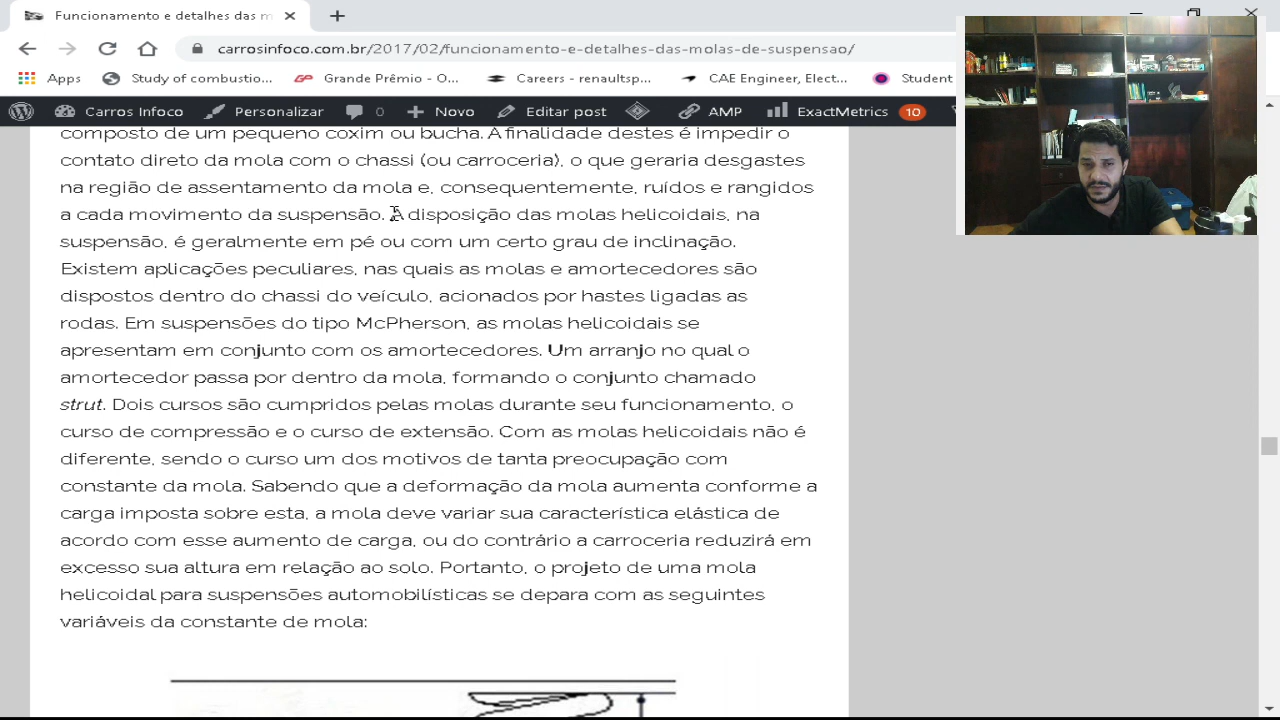 Funcionamento e detalhes das m
carrosinfoco.com.br/2017/02/funcionamento-e-detalhes-das-molas-de-suspensao/
Apps Study of combustio... Grande Prêmio - O... Careers - renaultsp... CAE Engineer, Elect... Student
Carros Infoco Personalizar 0 Novo Editar post AMP ExactMetrics 10
composto de um pequeno coxim ou bucha. A finalidade destes é impedir o
contato direto da mola com o chassi (ou carroceria), o que geraria desgastes
na região de assentamento da mola e, consequentemente, ruídos e rangidos
a cada movimento da suspensão. A disposição das molas helicoidais, na
suspensão, é geralmente em pé ou com um certo grau de inclinação.
Existem aplicações peculiares, nas quais as molas e amortecedores são
dispostos dentro do chassi do veículo, acionados por hastes ligadas as
rodas. Em suspensões do tipo McPherson, as molas helicoidais se
apresentam em conjunto com os amortecedores. Um arranjo no qual o
amortecedor passa por dentro da mola, formando o conjunto chamado
strut. Dois cursos são cumpridos pelas molas durante seu funcionamento, o
curso de compressão e o curso de extensão. Com as molas helicoidais não é
diferente, sendo o curso um dos motivos de tanta preocupação com
constante da mola. Sabendo que a deformação da mola aumenta conforme a
carga imposta sobre esta, a mola deve variar sua característica elástica de
acordo com esse aumento de carga, ou do contrário a carroceria reduzirá em
excesso sua altura em relação ao solo. Portanto, o projeto de uma mola
helicoidal para suspensões automobilísticas se depara com as seguintes
variáveis da constante de mola: